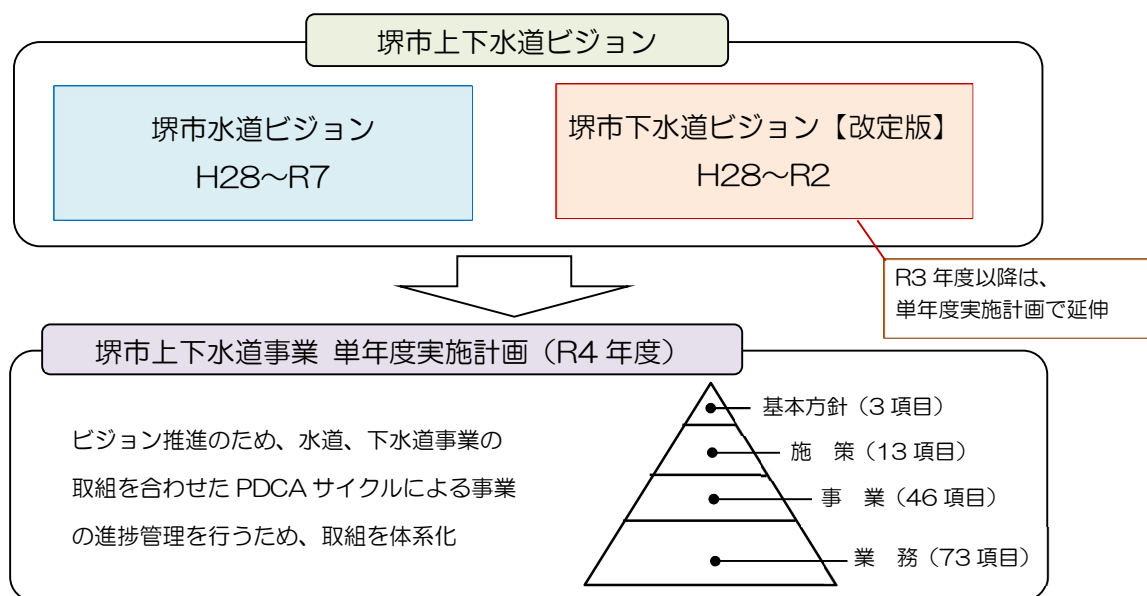 堺市上下水道ビジョン
堺市水道ビジョン
H28～R7
堺市下水道ビジョン【改定版】
H28～R2
R3 年度以降は、
単年度実施計画で延伸
堺市上下水道事業 単年度実施計画（R4 年度）
ビジョン推進のため、水道、下水道事業の
取組を合わせた PDCA サイクルによる事業
の進捗管理を行うため、取組を体系化
基本方針（3 項目）
施　策（13 項目）
事　業（46 項目）
業　務（73 項目）